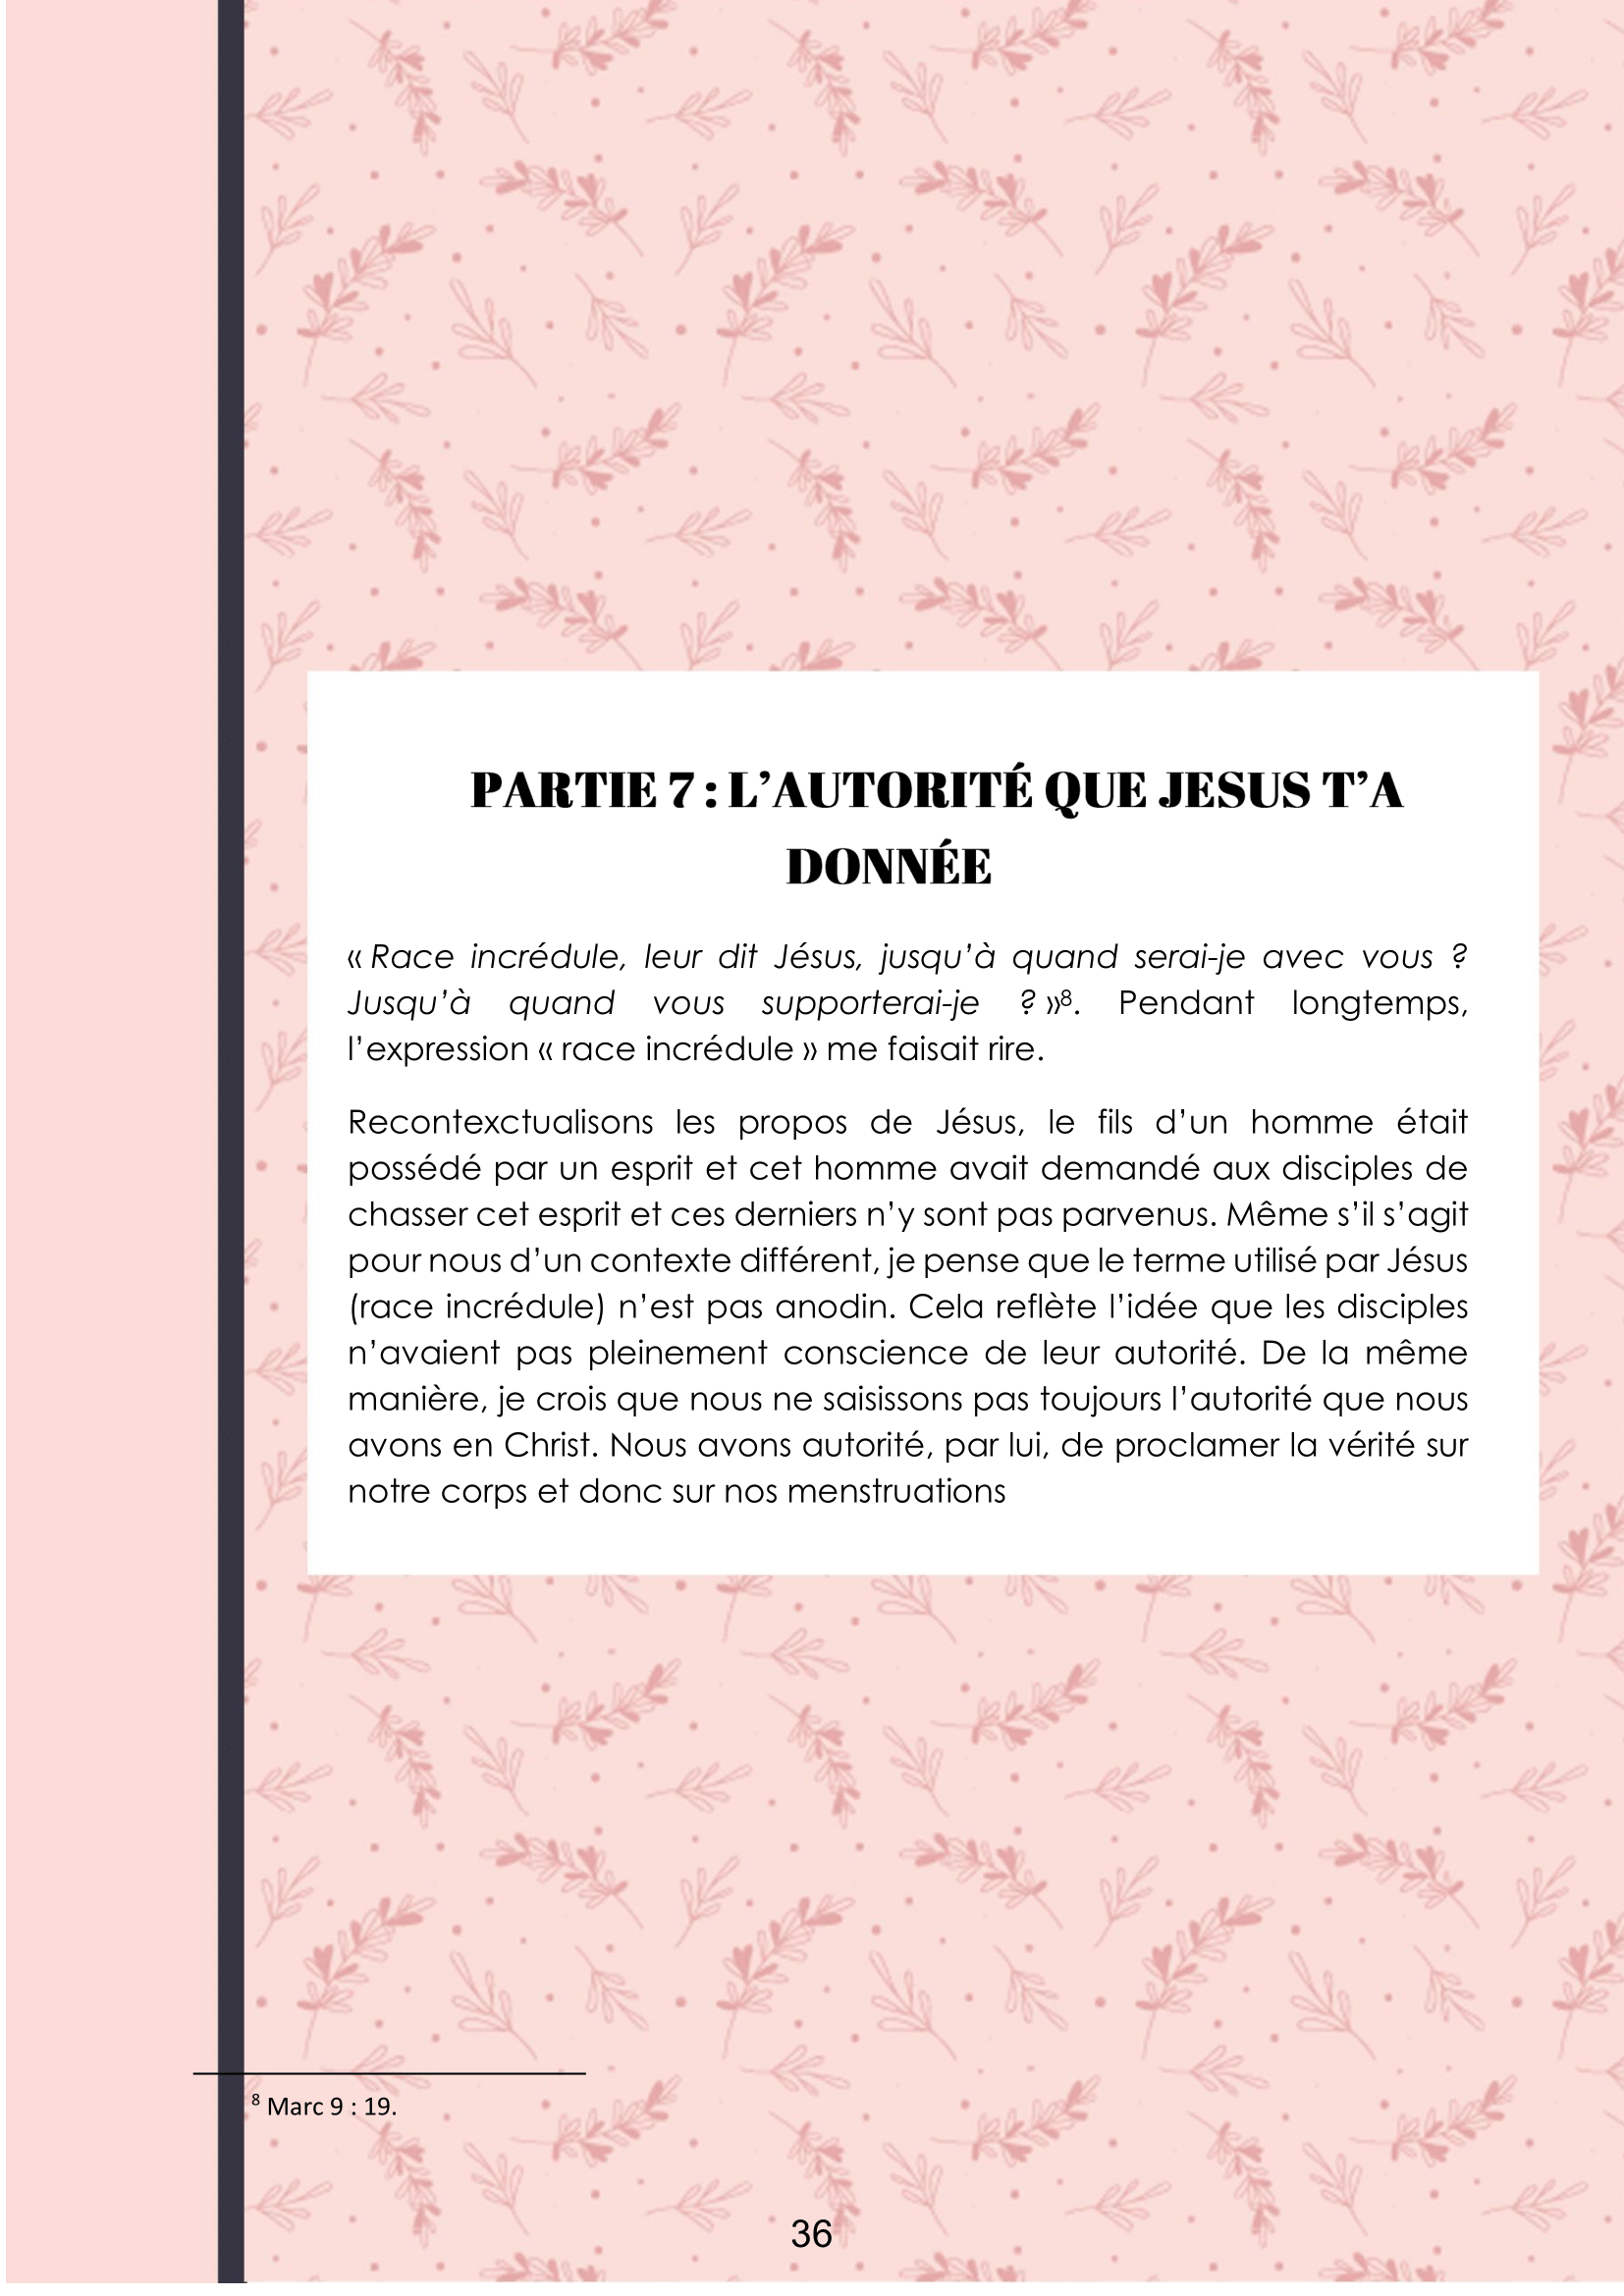 PARTIE 7 : L’AUTORITÉ QUE JESUS T’A
DONNÉE
« Race incrédule, leur dit Jésus, jusqu’à quand serai-je avec vous ?
Jusqu’à quand vous supporterai-je ? »⁸. Pendant longtemps,
l’expression « race incrédule » me faisait rire.
Recontexctualisons les propos de Jésus, le fils d’un homme était
possédé par un esprit et cet homme avait demandé aux disciples de
chasser cet esprit et ces derniers n’y sont pas parvenus. Même s’il s’agit
pour nous d’un contexte différent, je pense que le terme utilisé par Jésus
(race incrédule) n’est pas anodin. Cela reflète l’idée que les disciples
n’avaient pas pleinement conscience de leur autorité. De la même
manière, je crois que nous ne saisissons pas toujours l’autorité que nous
avons en Christ. Nous avons autorité, par lui, de proclamer la vérité sur
notre corps et donc sur nos menstruations
⁸ Marc 9 : 19.
36